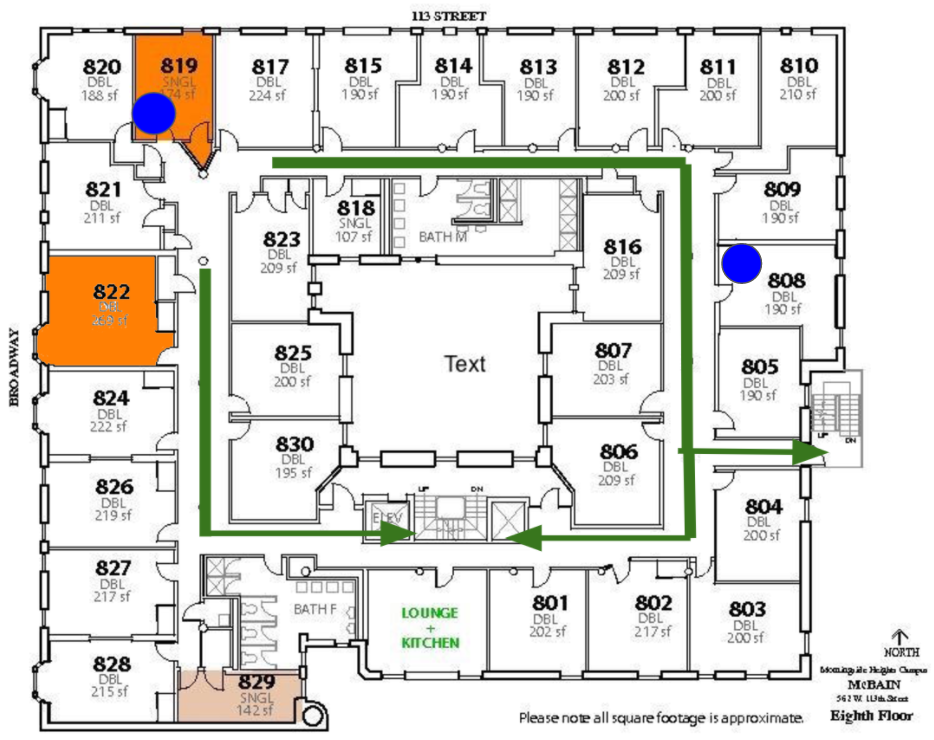 113 STREET
820
DBL
188 sf
819
SNGL
174 sf
817
DBL
224 sf
815
DBL
190 sf
814
DBL
190 sf
813
DBL
190 sf
812
DBL
200 sf
811
DBL
200 sf
810
DBL
210 sf
821
DBL
211 sf
823
DBL
209 sf
818
SNGL
107 sf
BATH M
816
DBL
209 sf
809
DBL
190 sf
822
DBL
808
DBL
190 sf
BROADWAY
825
DBL
200 sf
Text
807
DBL
203 sf
805
DBL
190 sf
824
DBL
222 sf
830
DBL
195 sf
806
DBL
209 sf
UP
DN
826
DBL
219 sf
ELEV
UP
DN
804
DBL
200 sf
827
DBL
217 sf
BATH F
LOUNGE
+
KITCHEN
801
DBL
202 sf
802
DBL
217 sf
803
DBL
200 sf
828
DBL
215 sf
829
SNGL
142 sf
NORTH
Morningside Heights Campus
McBAIN
562 W. 113th Street
Eighth Floor
Please note all square footage is approximate.